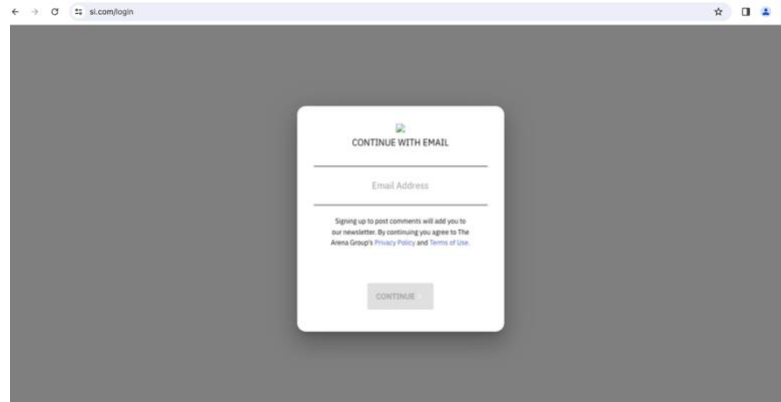 si.com/login
CONTINUE WITH EMAIL
Email Address
Signing up to post comments will add you to
our newsletter. By continuing you agree to The
Arena Group's Privacy Policy and Terms of Use.
CONTINUE